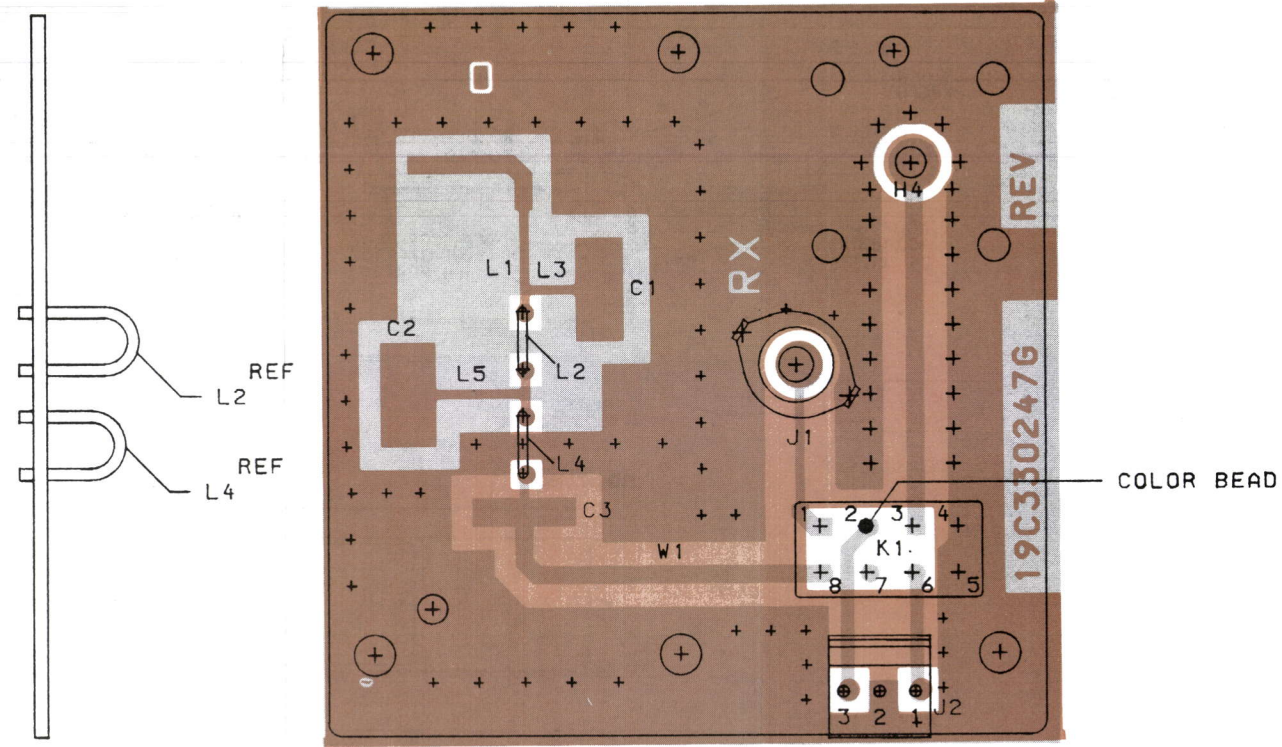 H4
REV
RX
L1 L3
C1
C2
L5
L2
L2 REF
L4 REF
L4
J1
C3
19C330247G
COLOR BEAD
1 2 3 4
K1.
W1
8 7 6 5
J2
3 2 1